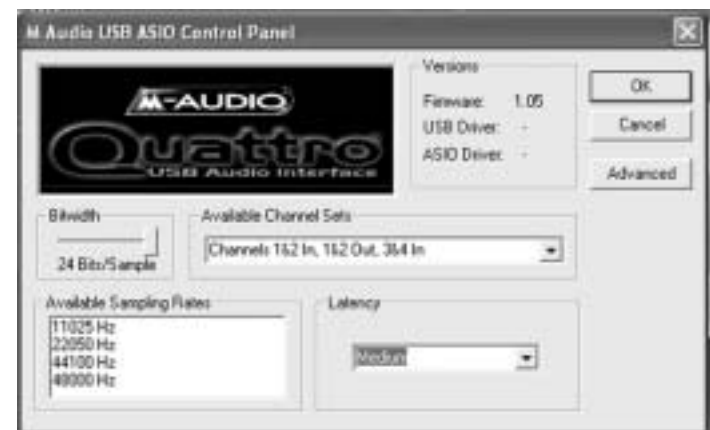 M Audio USB ASIO Control Panel
M-AUDIO
Quattro
USB Audio Interface
Versions
Firmware: 1.05
USB Driver: -
ASIO Driver: -
OK
Cancel
Advanced
Bitwidth
24 Bits/Sample
Available Channel Sets
Channels 1&2 In, 1&2 Out, 3&4 In
Available Sampling Rates
11025 Hz
22050 Hz
44100 Hz
48000 Hz
Latency
Medium